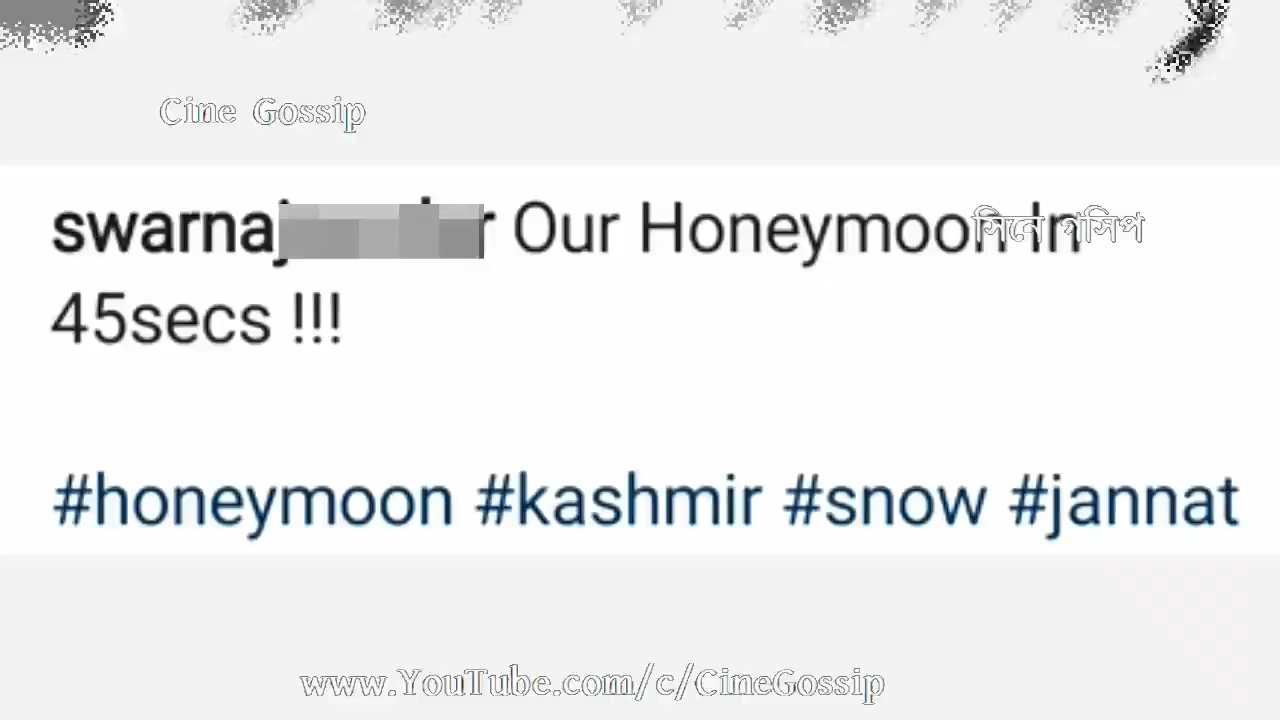 Cine Gossip
swarnaj Our Honeymoon In
সিনে গসিপ
45secs !!!
#honeymoon #kashmir #snow #jannat
www.YouTube.com/c/CineGossip